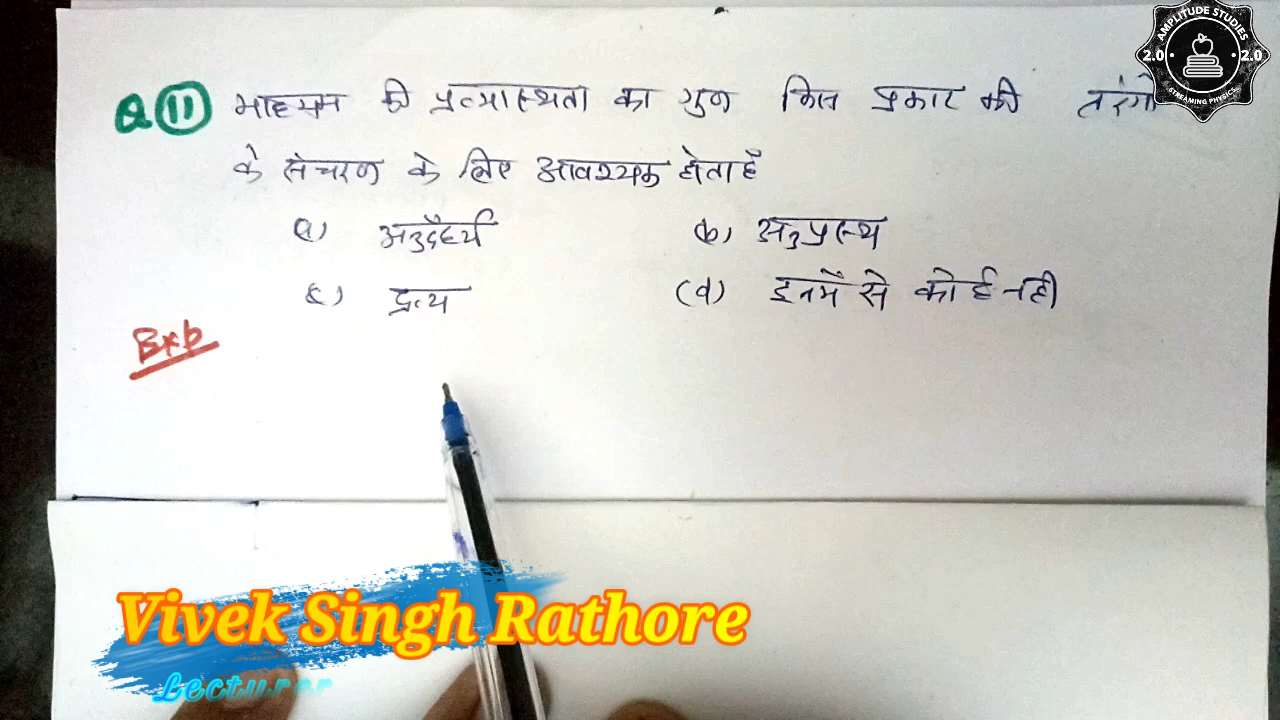 AMPLITUDE STUDIES
2.0 2.0
STREAMING PHYSICS
Q. 11 माध्यम की प्रत्यास्थता का गुण किस प्रकार की तरंगो
के संचरण के लिए आवश्यक होता है
(a) अनुदैर्ध्य (b) अनुप्रस्थ
(c) द्रव्य (d) इनमें से कोई नही
Exp
Vivek Singh Rathore
Lecturer